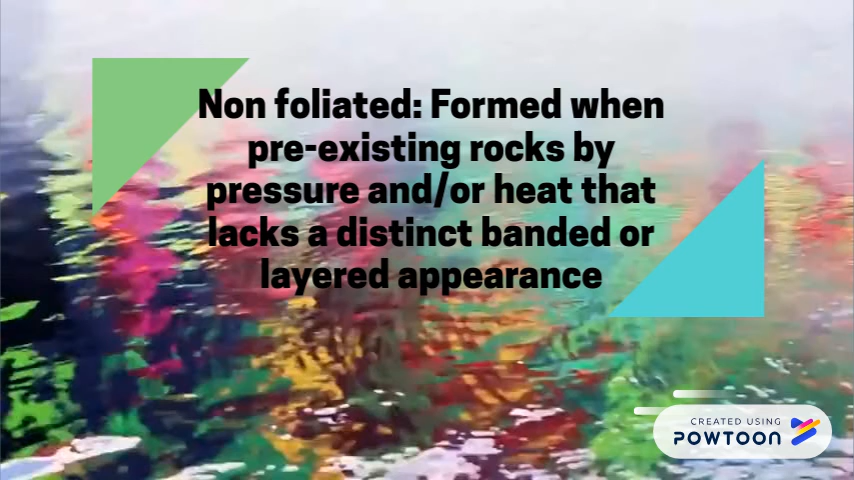 Non foliated: Formed when
pre-existing rocks by
pressure and/or heat that
lacks a distinct banded or
layered appearance
CREATED USING
POWTOON